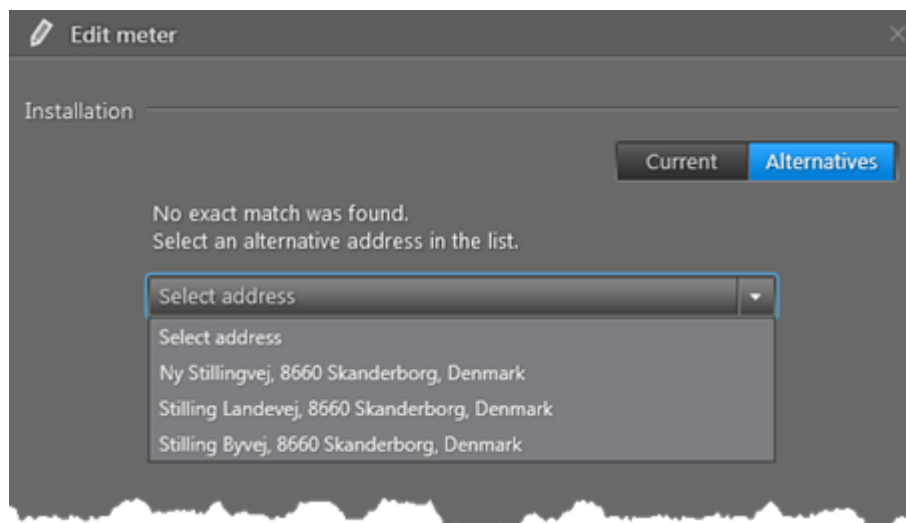 Edit meter
Installation
Current Alternatives
No exact match was found.
Select an alternative address in the list.
Select address
Select address
Ny Stillingvej, 8660 Skanderborg, Denmark
Stilling Landevej, 8660 Skanderborg, Denmark
Stilling Byvej, 8660 Skanderborg, Denmark